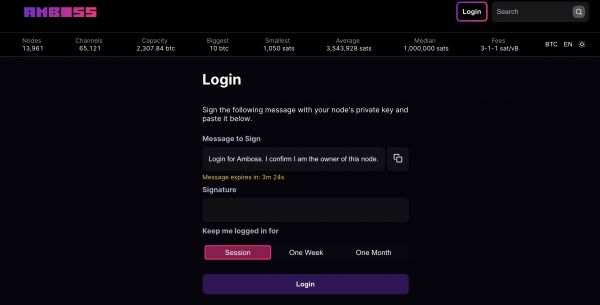 AMBOSS
Login
Search
Nodes Channels Capacity Biggest Smallest Average Median Fees
13,961 65,121 2,307.84 btc 10 btc 1,050 sats 3,543,928 sats 1,000,000 sats 3-1-1 sat/vB
BTC EN
Login
Sign the following message with your node's private key and
paste it below.
Message to Sign
Login for Amboss. I confirm I am the owner of this node.
Message expires in: 3m 24s
Signature
Keep me logged in for
Session One Week One Month
Login